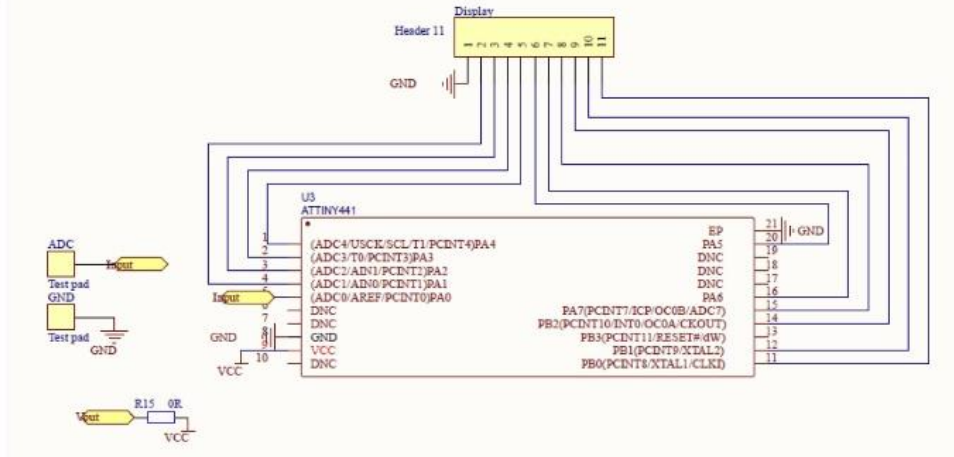 Display
Header 11
1 2 3 4 5 6 7 8 9 10 11
GND
U3
ATTINY441
1 (ADC4/USCK/SCL/T1/PCINT4)PA4
2 (ADC3/T0/PCINT3)PA3
3 (ADC2/AIN1/PCINT2)PA2
4 (ADC1/AIN0/PCINT1)PA1
5 (ADC0/AREF/PCINT0)PA0
6 DNC
7 DNC
8 GND
9 VCC
10 DNC
EP 21
PA5 20
DNC 19
DNC 18
DNC 17
PA6 16
PA7(PCINT7/ICP/OC0B/ADC7) 15
PB2(PCINT10/INT0/OC0A/CKOUT) 14
PB3(PCINT11/RESET#/dW) 13
PB1(PCINT9/XTAL2) 12
PB0(PCINT8/XTAL1/CLKI) 11
GND
Input
GND
VCC
ADC
Input
Test pad
GND
Test pad
GND
R15 0R
Vout
VCC